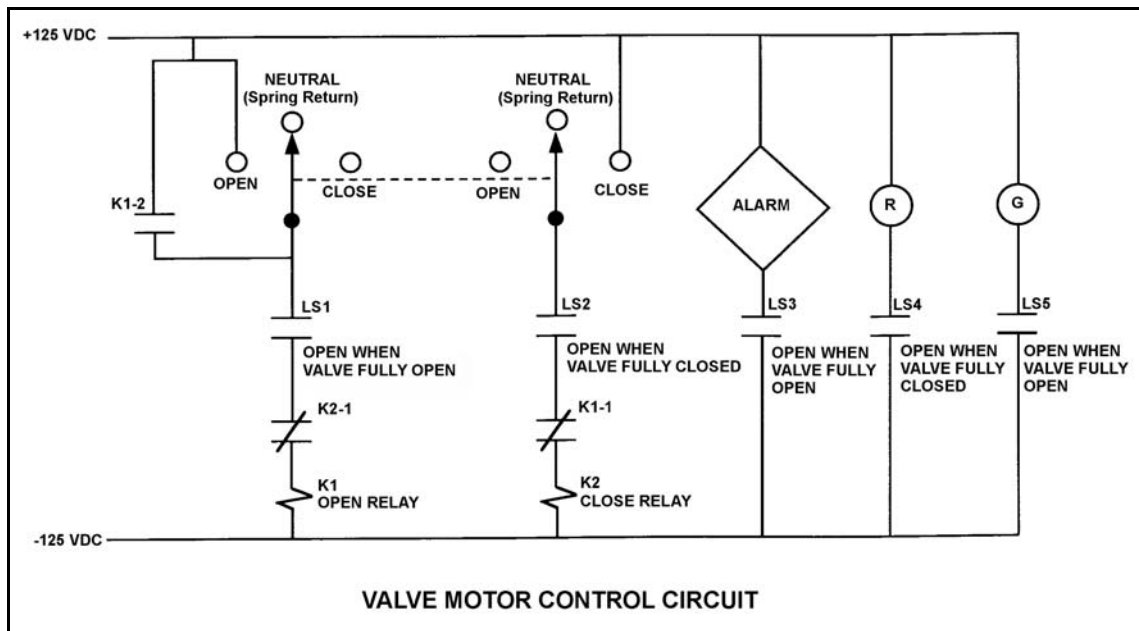 +125 VDC
NEUTRAL
(Spring Return)
NEUTRAL
(Spring Return)
OPEN
CLOSE
OPEN
CLOSE
K1-2
ALARM
R
G
LS1
OPEN WHEN
VALVE FULLY OPEN
LS2
OPEN WHEN
VALVE FULLY CLOSED
LS3
OPEN WHEN
VALVE FULLY
OPEN
LS4
OPEN WHEN
VALVE FULLY
CLOSED
LS5
OPEN WHEN
VALVE FULLY
OPEN
K2-1
K1-1
K1
OPEN RELAY
K2
CLOSE RELAY
-125 VDC
VALVE MOTOR CONTROL CIRCUIT